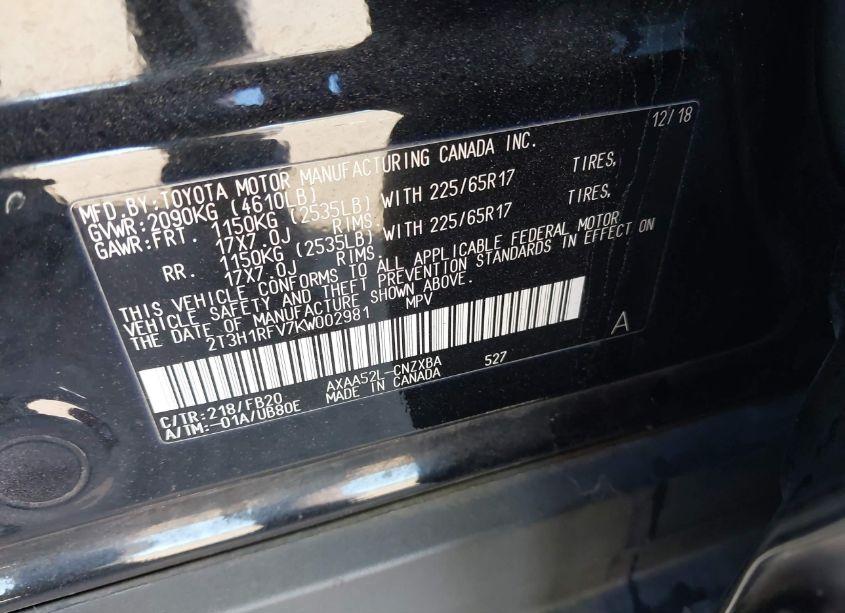 12/18
MFD.BY:TOYOTA MOTOR MANUFACTURING CANADA INC.
GVWR:2090KG (4610LB)
GAWR:FRT. 1150KG (2535LB) WITH 225/65R17 TIRES,
17X7.0J RIMS.
RR. 1150KG (2535LB) WITH 225/65R17 TIRES,
17X7.0J RIMS.
THIS VEHICLE CONFORMS TO ALL APPLICABLE FEDERAL MOTOR
VEHICLE SAFETY AND THEFT PREVENTION STANDARDS IN EFFECT ON
THE DATE OF MANUFACTURE SHOWN ABOVE.
2T3H1RFV7KW002981 MPV
A
C/TR:218/FB20 AXAA52L-CNZXBA 527
A/TM:-01A/UB80E MADE IN CANADA